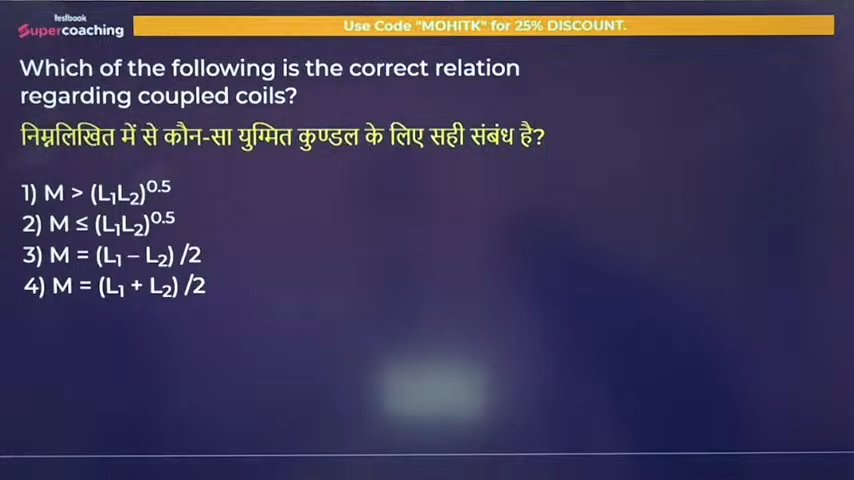 testbook
Supercoaching
Use Code "MOHITK" for 25% DISCOUNT.
Which of the following is the correct relation
regarding coupled coils?
निम्नलिखित में से कौन-सा युग्मित कुण्डल के लिए सही संबंध है?
1) M > (L₁L₂)^0.5
2) M ≤ (L₁L₂)^0.5
3) M = (L₁ – L₂) /2
4) M = (L₁ + L₂) /2